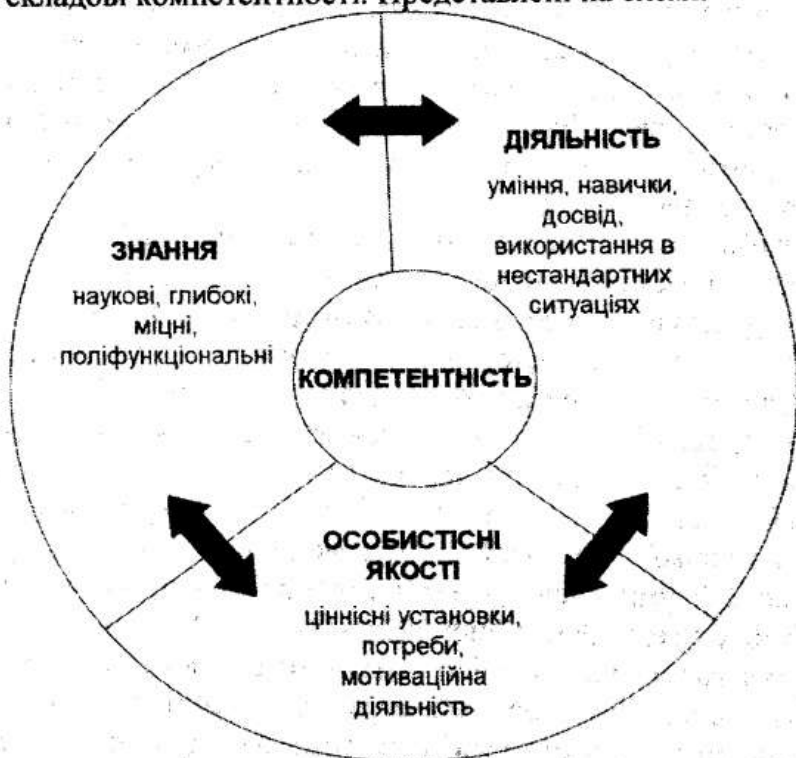 складові компетентності. Представлені на
ДІЯЛЬНІСТЬ
уміння, навички,
досвід,
використання в
нестандартних
ситуаціях
ЗНАННЯ
наукові, глибокі,
міцні,
поліфункціональні
КОМПЕТЕНТНІСТЬ
ОСОБИСТІСНІ
ЯКОСТІ
ціннісні установки,
потреби,
мотиваційна
діяльність